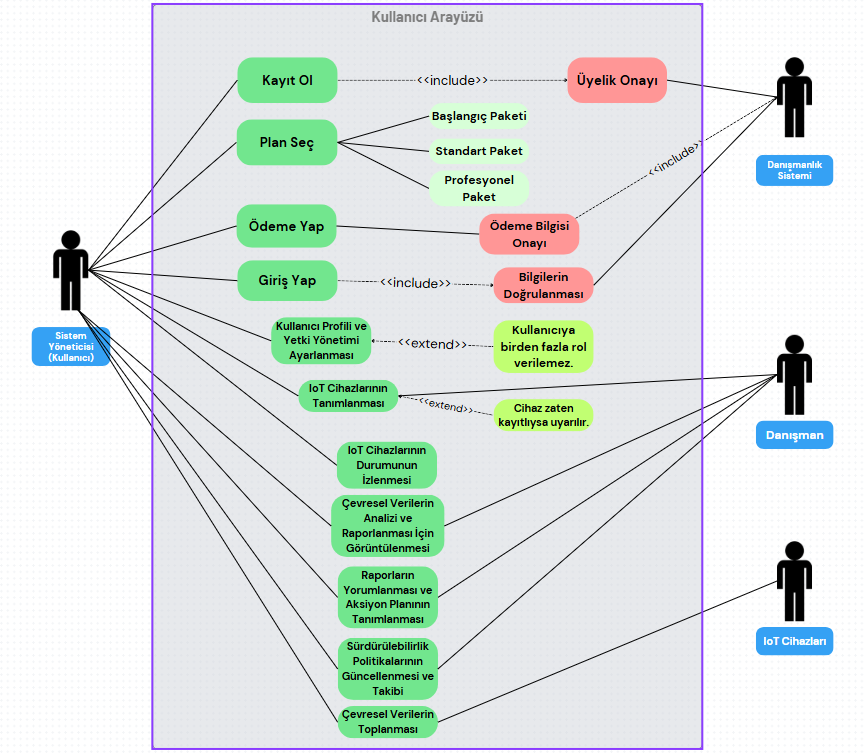 Kullanıcı Arayüzü
Kayıt Ol
<<include>>
Üyelik Onayı
Plan Seç
Başlangıç Paketi
Standart Paket
Profesyonel
Paket
Danışmanlık
Sistemi
<<include>>
Ödeme Yap
Ödeme Bilgisi
Onayı
Giriş Yap
<<include>>
Bilgilerin
Doğrulanması
Sistem
Yöneticisi
(Kullanıcı)
Kullanıcı Profili ve
Yetki Yönetimi
Ayarlanması
<<extend>>
Kullanıcıya
birden fazla rol
verilemez.
IoT Cihazlarının
Tanımlanması
<<extend>>
Cihaz zaten
kayıtlıysa uyarılır.
Danışman
IoT Cihazlarının
Durumunun
İzlenmesi
Çevresel Verilerin
Analizi ve
Raporlanması İçin
Görüntülenmesi
Raporların
Yorumlanması ve
Aksiyon Planının
Tanımlanması
Sürdürülebilirlik
Politikalarının
Güncellenmesi ve
Takibi
IoT Cihazları
Çevresel Verilerin
Toplanması